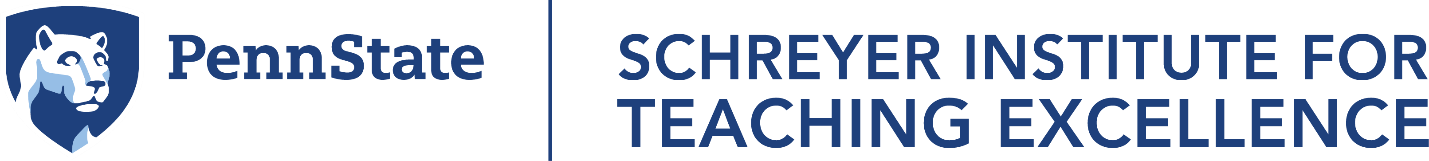 PennState
SCHREYER INSTITUTE FOR
TEACHING EXCELLENCE